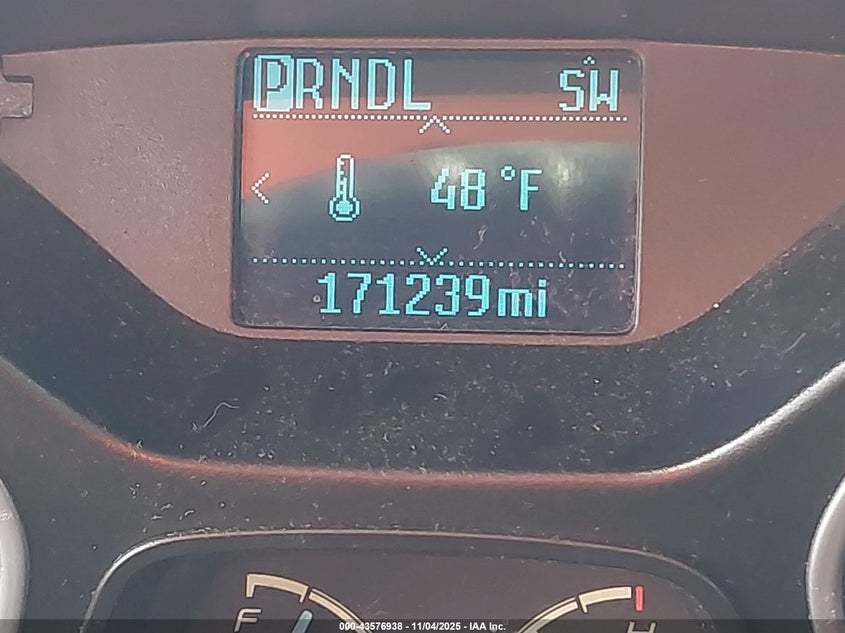 PRNDL SW
48 °F
171239mi
F H
000-43576938 - 11/04/2025 - IAA Inc.